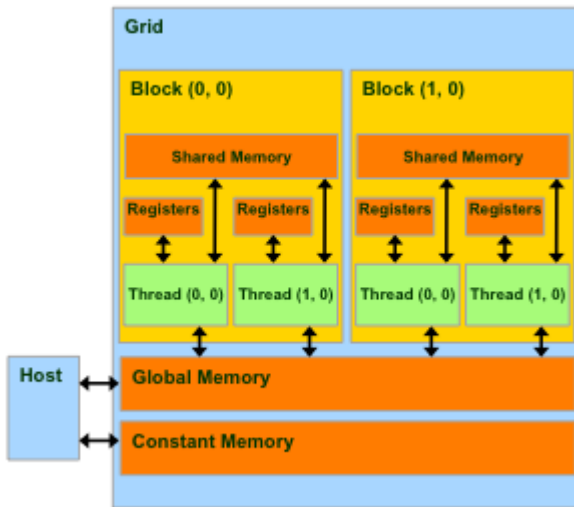 Grid
Block (0, 0)
Block (1, 0)
Shared Memory
Shared Memory
Registers
Registers
Registers
Registers
Thread (0, 0)
Thread (1, 0)
Thread (0, 0)
Thread (1, 0)
Host
Global Memory
Constant Memory